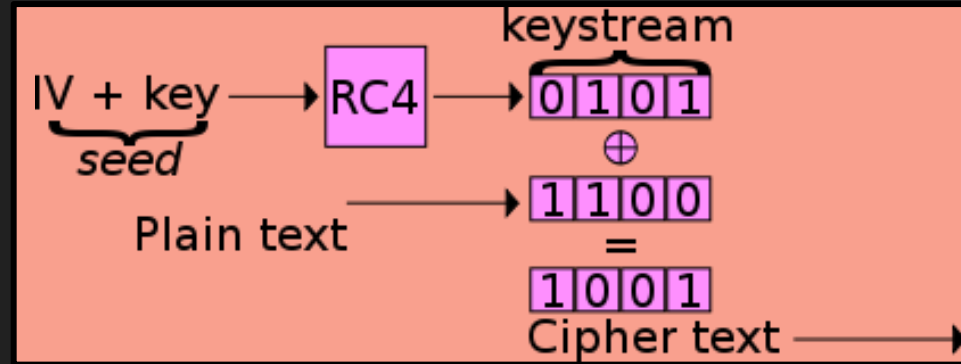 keystream
IV + key
RC4
0 1 0 1
seed
⊕
1 1 0 0
Plain text
=
1 0 0 1
Cipher text